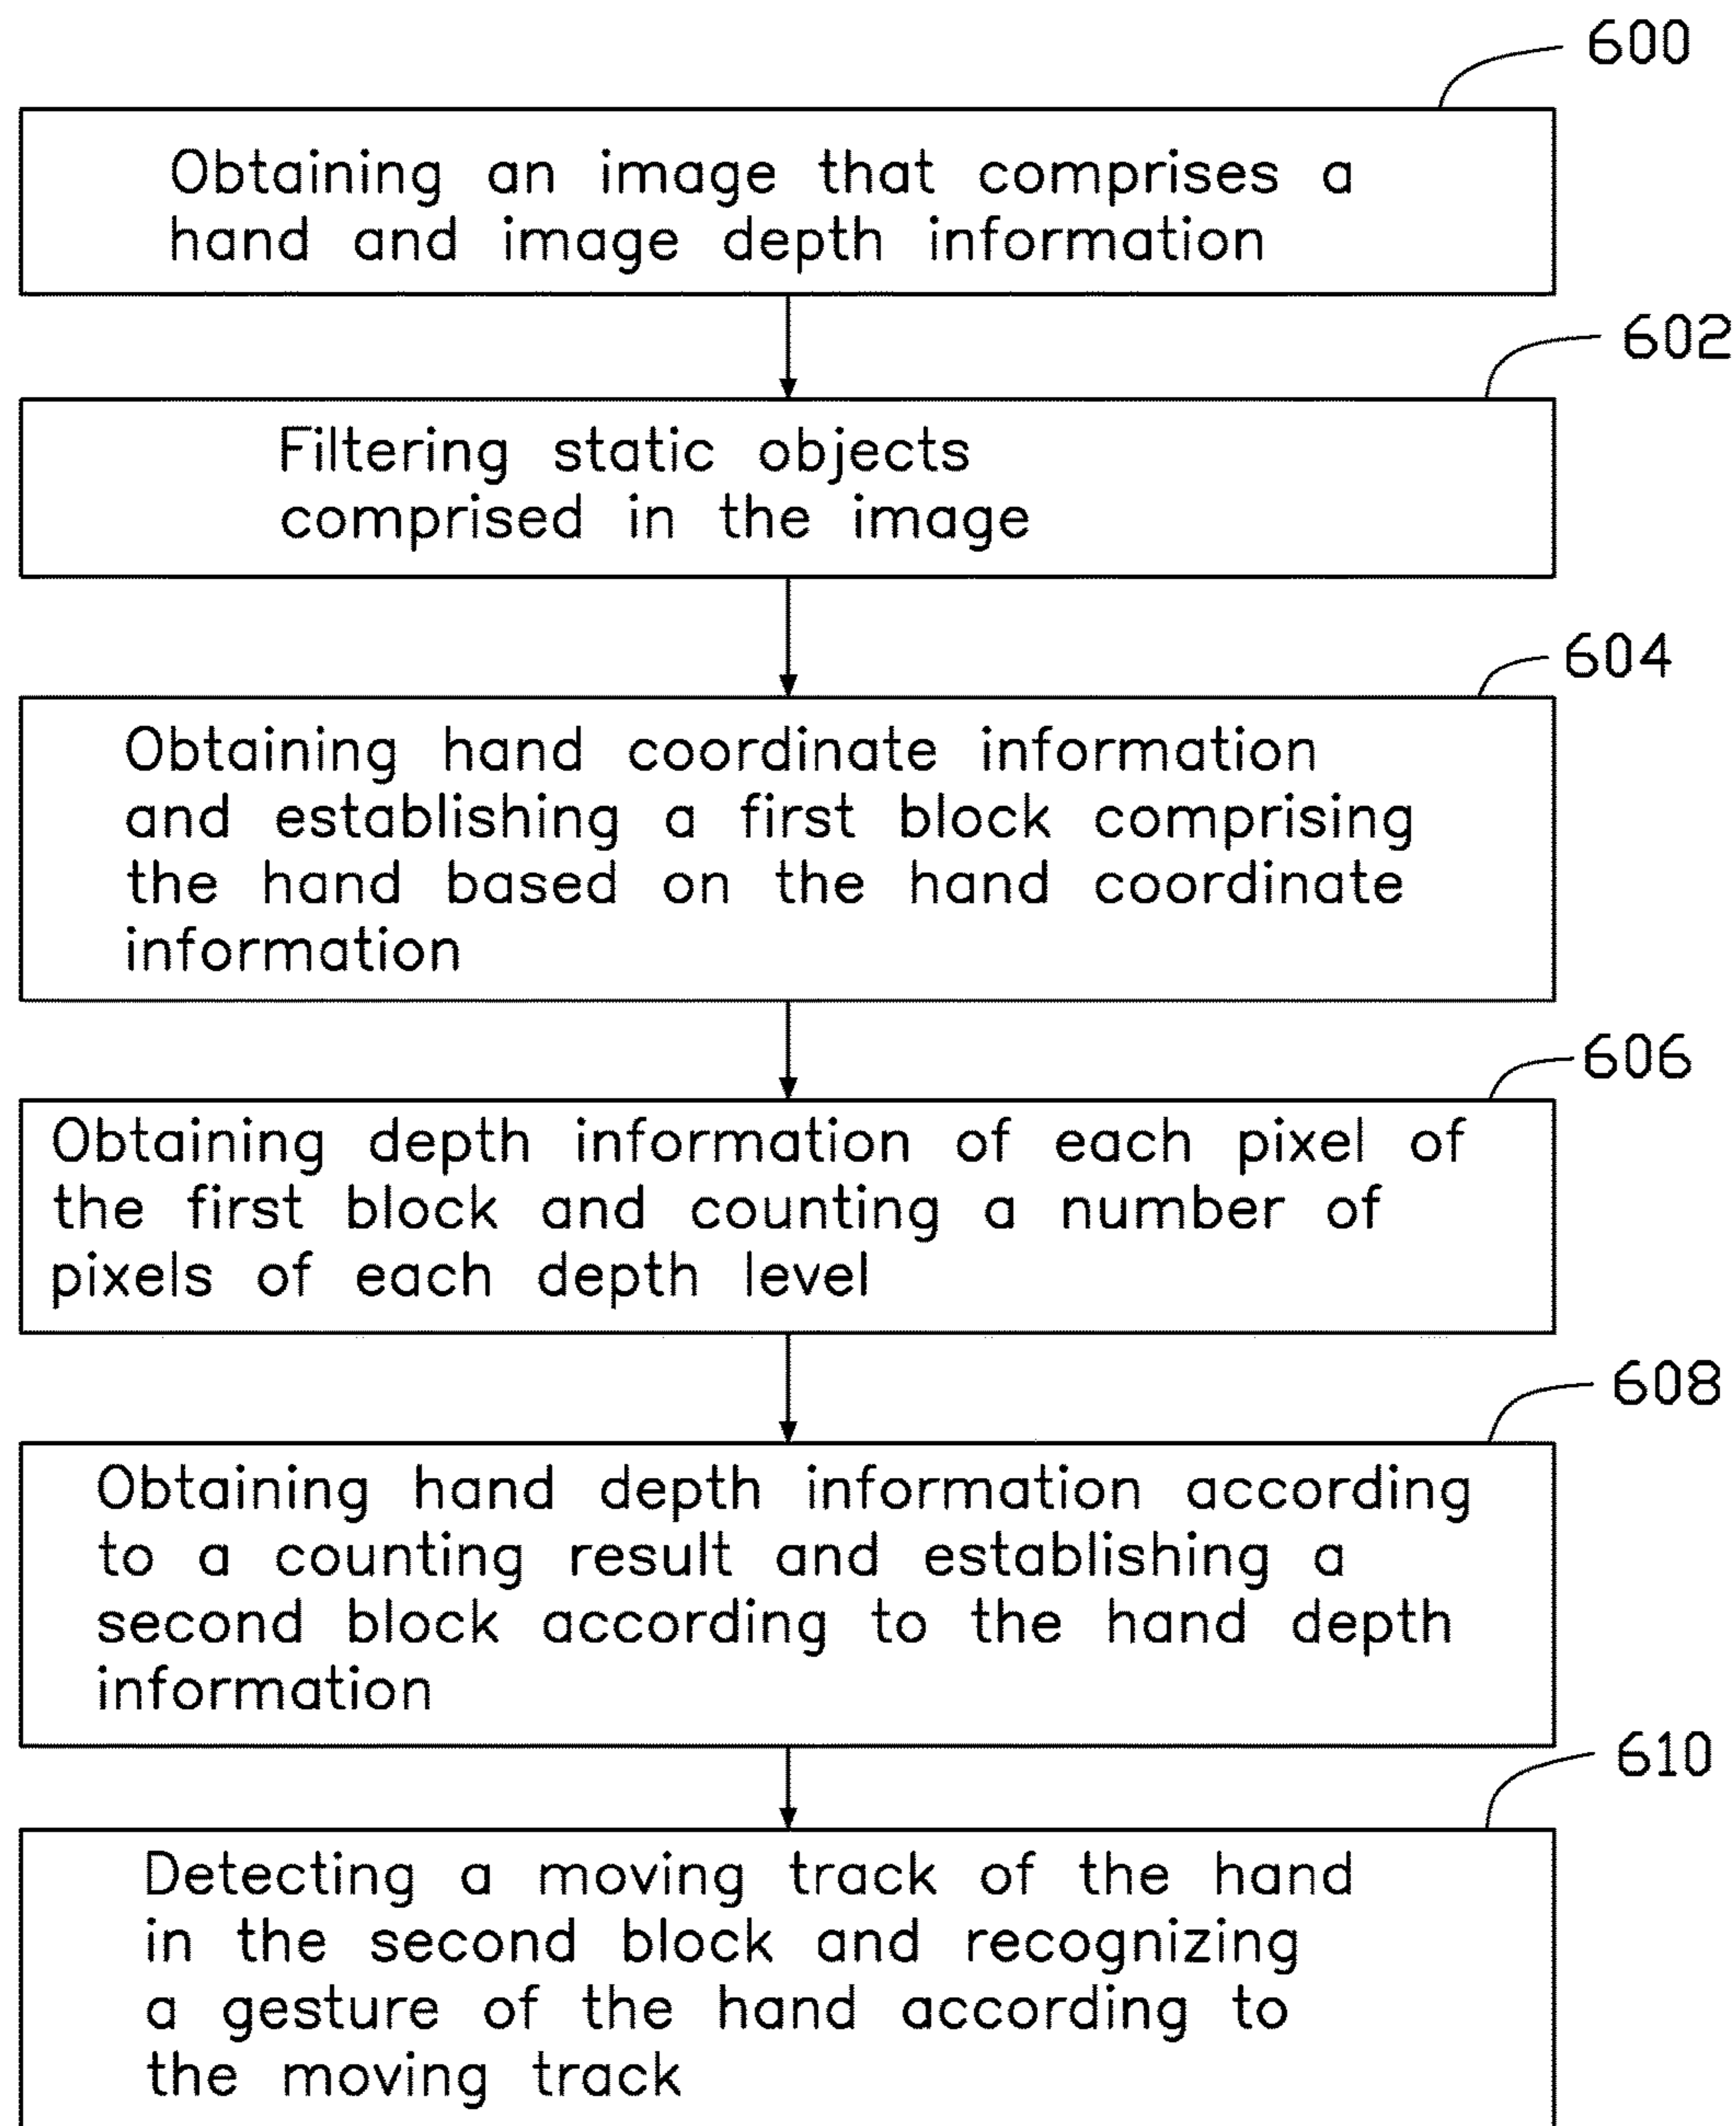 600
Obtaining an image that comprises a
hand and image depth information
602
Filtering static objects
comprised in the image
604
Obtaining hand coordinate information
and establishing a first block comprising
the hand based on the hand coordinate
information
606
Obtaining depth information of each pixel of
the first block and counting a number of
pixels of each depth level
608
Obtaining hand depth information according
to a counting result and establishing a
second block according to the hand depth
information
610
Detecting a moving track of the hand
in the second block and recognizing
a gesture of the hand according to
the moving track